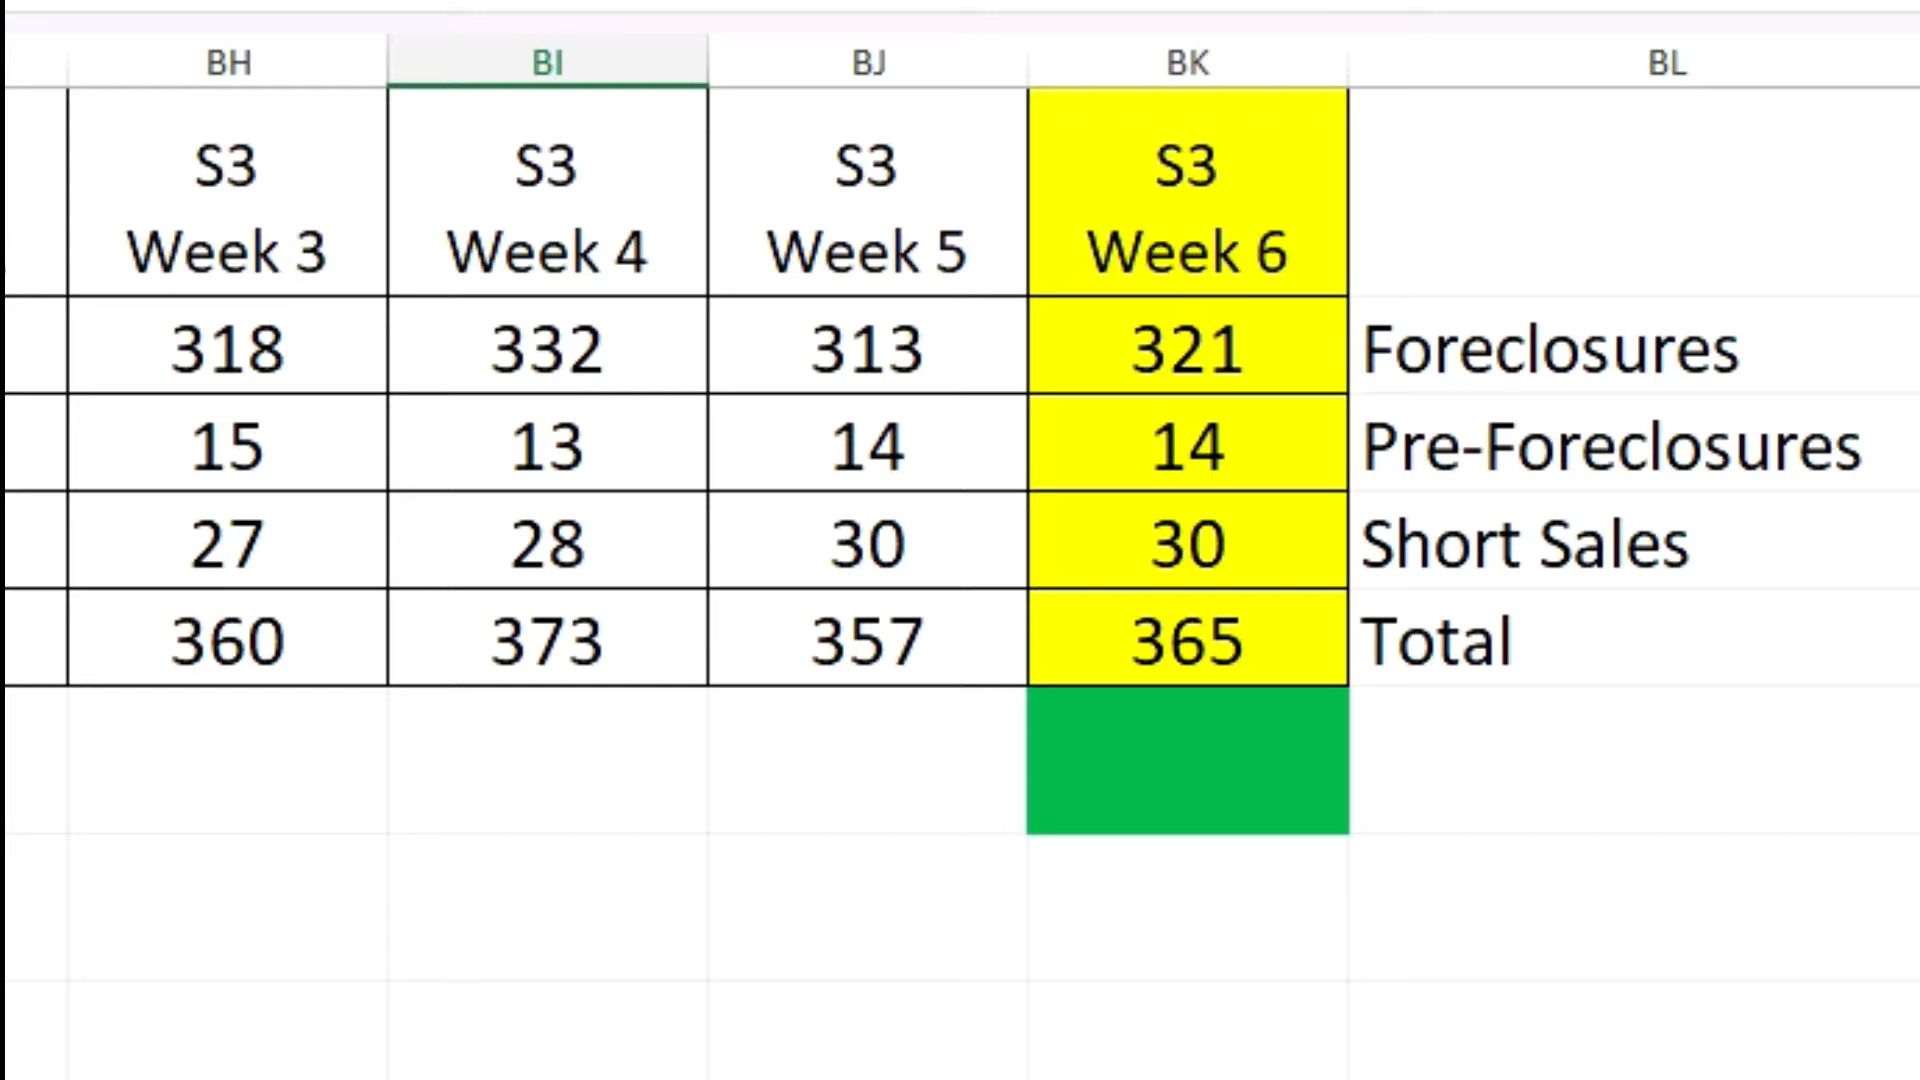 BH BI BJ BK BL
S3 S3 S3 S3
Week 3 Week 4 Week 5 Week 6
318 332 313 321 Foreclosures
15 13 14 14 Pre-Foreclosures
27 28 30 30 Short Sales
360 373 357 365 Total